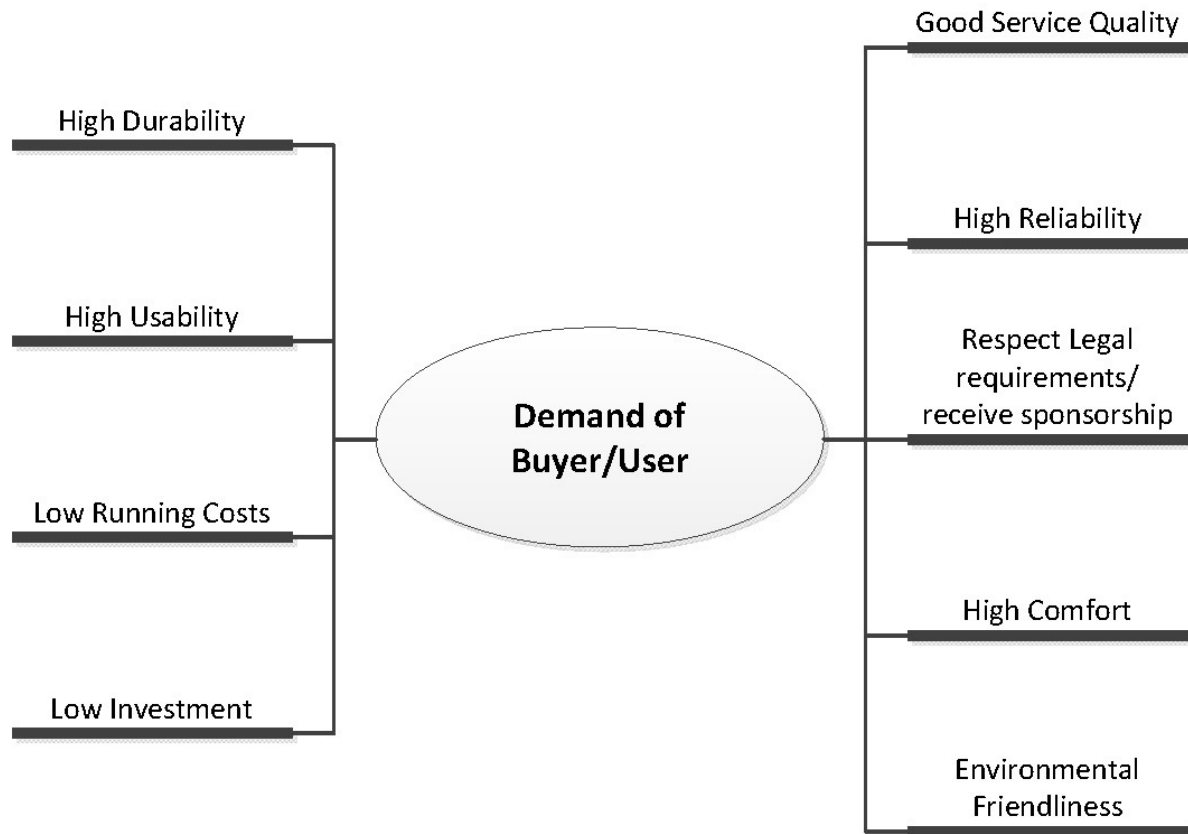 High Durability
High Usability
Low Running Costs
Low Investment
Demand of
Buyer/User
Good Service Quality
High Reliability
Respect Legal
requirements/
receive sponsorship
High Comfort
Environmental
Friendliness